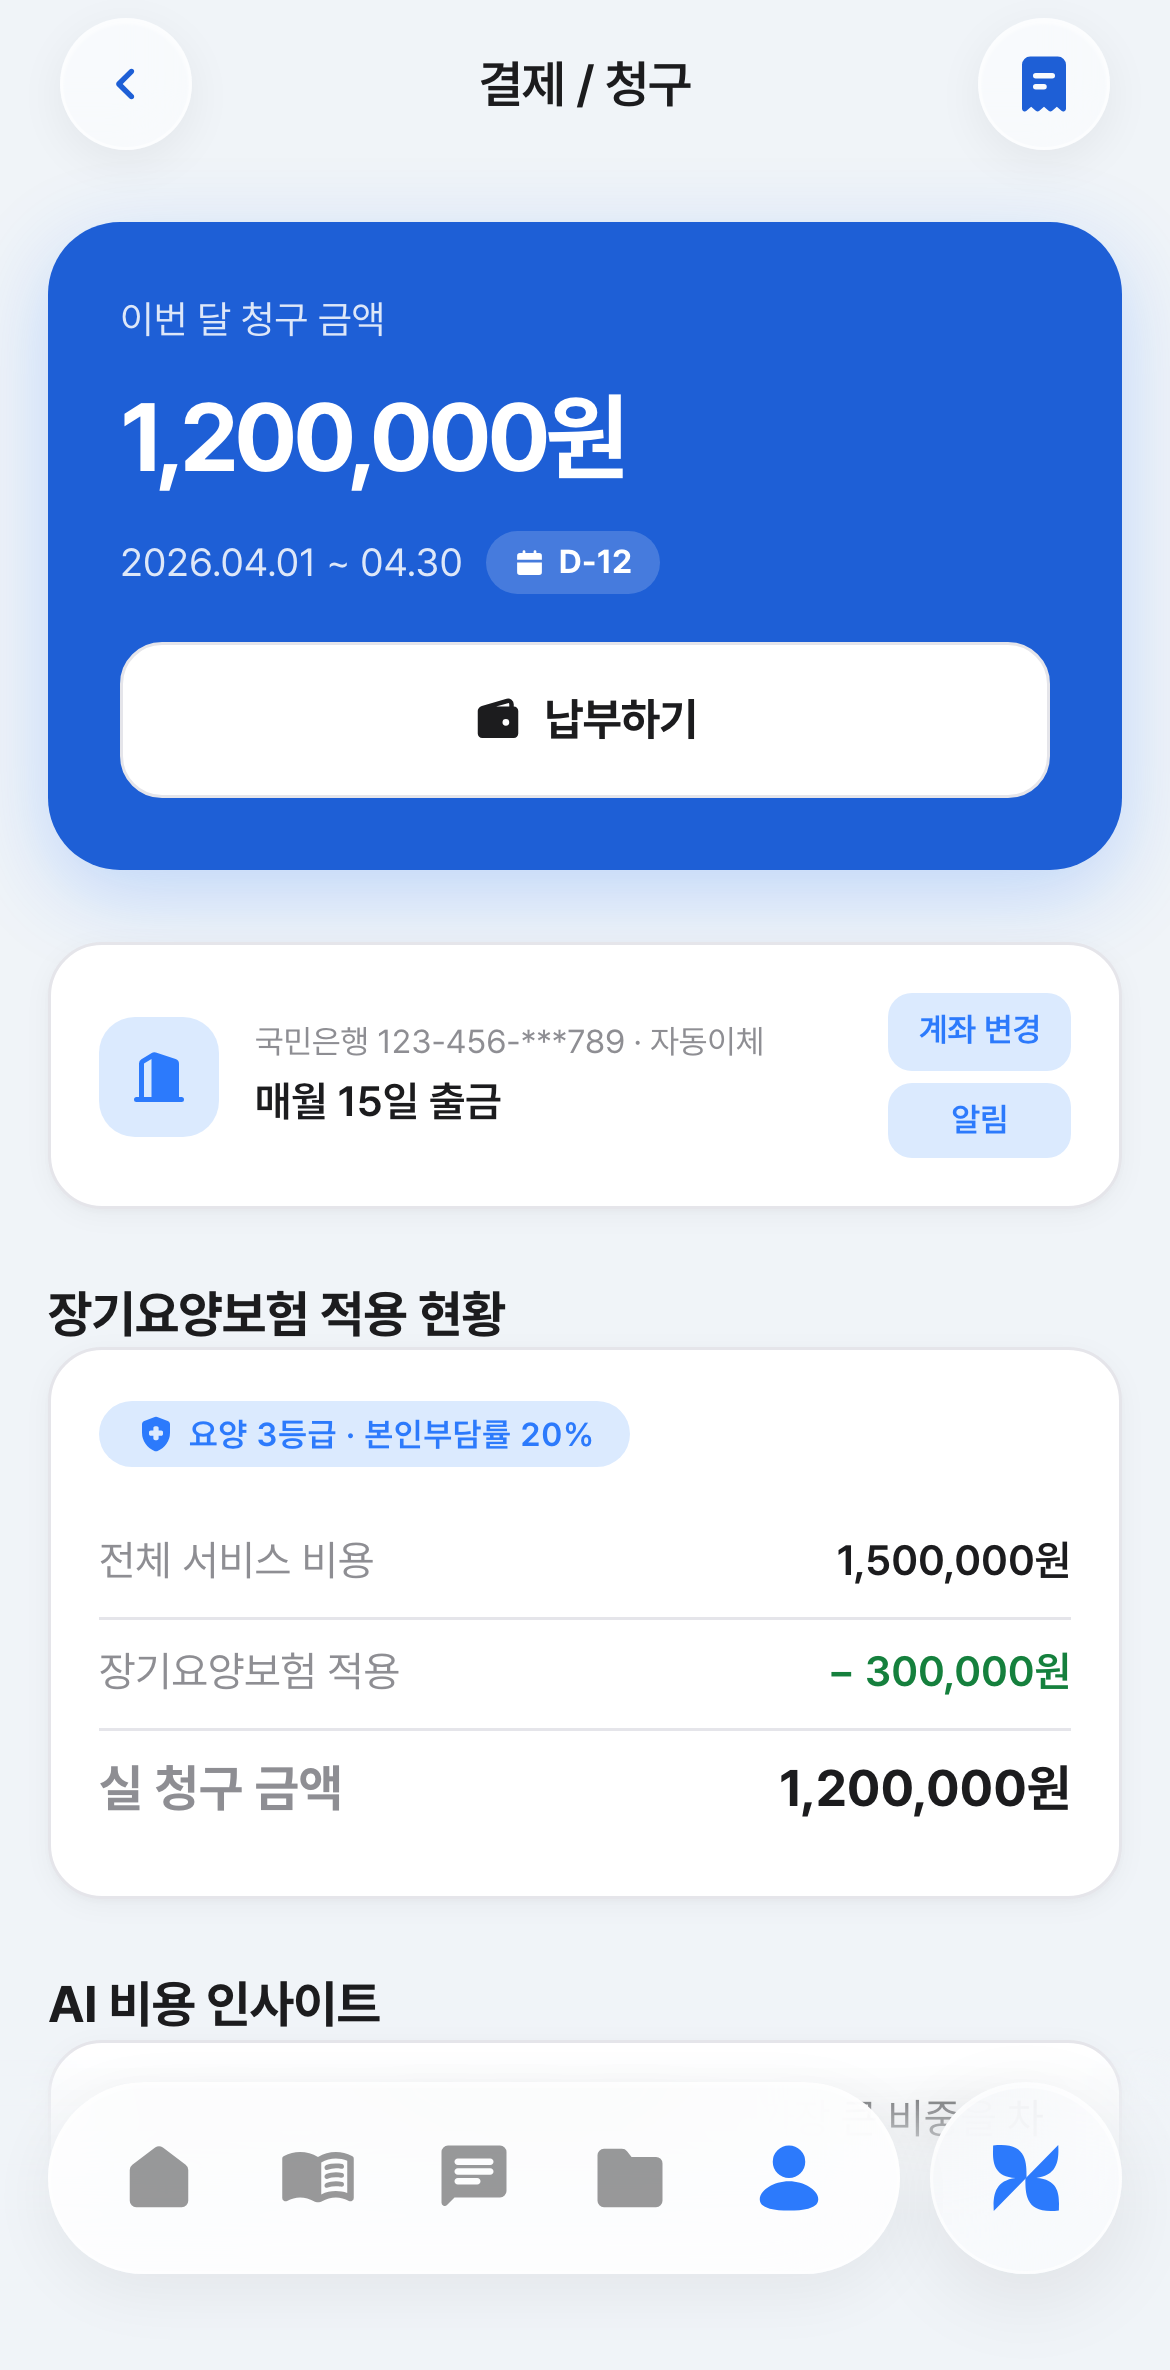 결제 / 청구
이번 달 청구 금액
1,200,000원
2026.04.01 ~ 04.30
D-12
납부하기
국민은행 123-456-***789 · 자동이체
매월 15일 출금
계좌 변경
알림
장기요양보험 적용 현황
요양 3등급 · 본인부담률 20%
전체 서비스 비용
1,500,000원
장기요양보험 적용
− 300,000원
실 청구 금액
1,200,000원
AI 비용 인사이트
비중